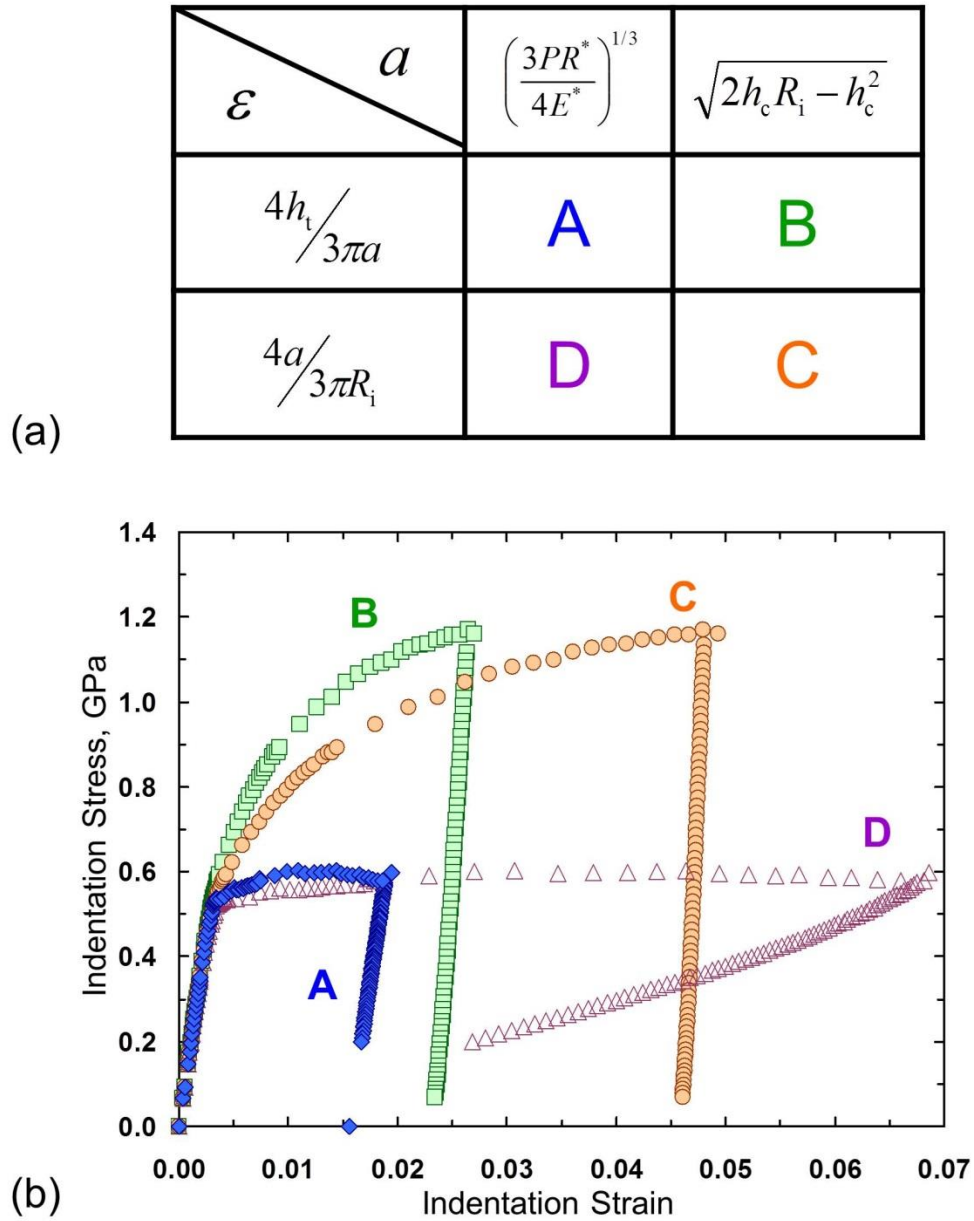 ε a (3PR*/4E*)^1/3 √2h_cR_i − h_c^2
4h_t/3πa A B
4a/3πR_i D C
(a)
1.4
1.2
1.0
0.8
0.6
0.4
0.2
0.0
Indentation Stress, GPa
B
C
D
A
0.00 0.01 0.02 0.03 0.04 0.05 0.06 0.07
Indentation Strain
(b)